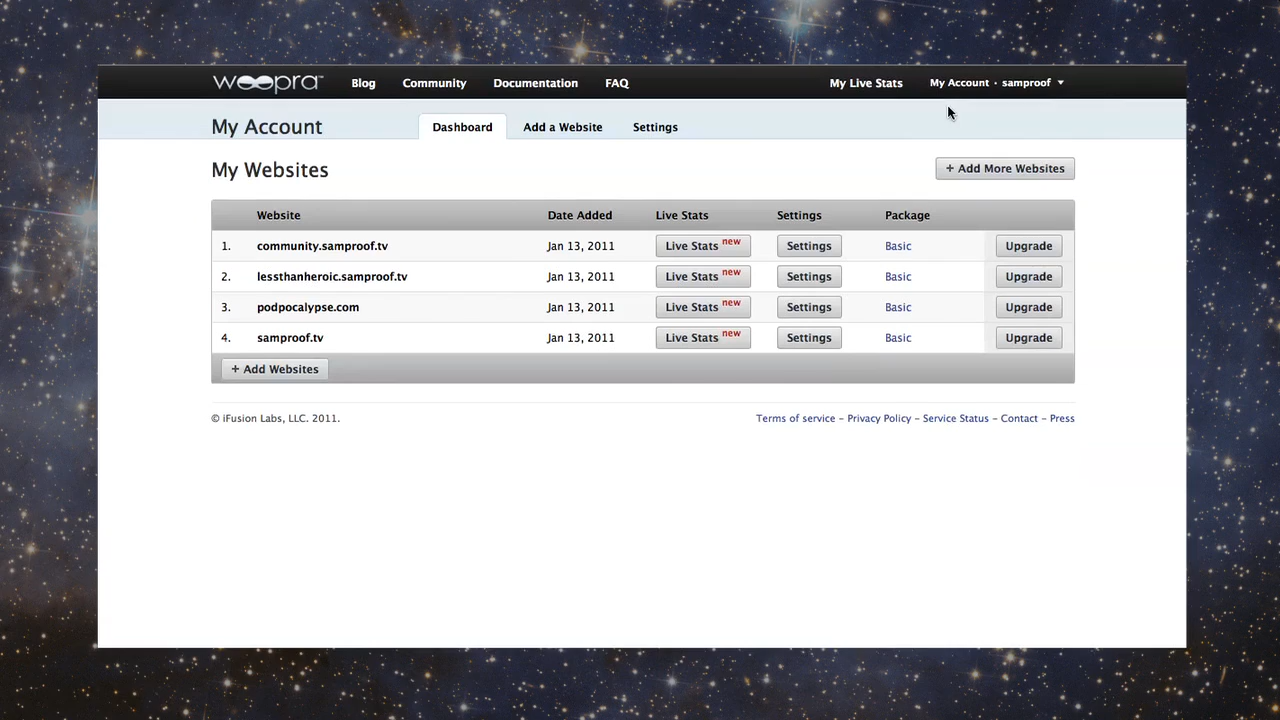 woopra™ Blog Community Documentation FAQ My Live Stats My Account · samproof
My Account Dashboard Add a Website Settings
My Websites + Add More Websites
Website Date Added Live Stats Settings Package
1. community.samproof.tv Jan 13, 2011 Live Stats new Settings Basic Upgrade
2. lessthanheroic.samproof.tv Jan 13, 2011 Live Stats new Settings Basic Upgrade
3. podpocalypse.com Jan 13, 2011 Live Stats new Settings Basic Upgrade
4. samproof.tv Jan 13, 2011 Live Stats new Settings Basic Upgrade
+ Add Websites
© iFusion Labs, LLC. 2011. Terms of service – Privacy Policy – Service Status – Contact – Press